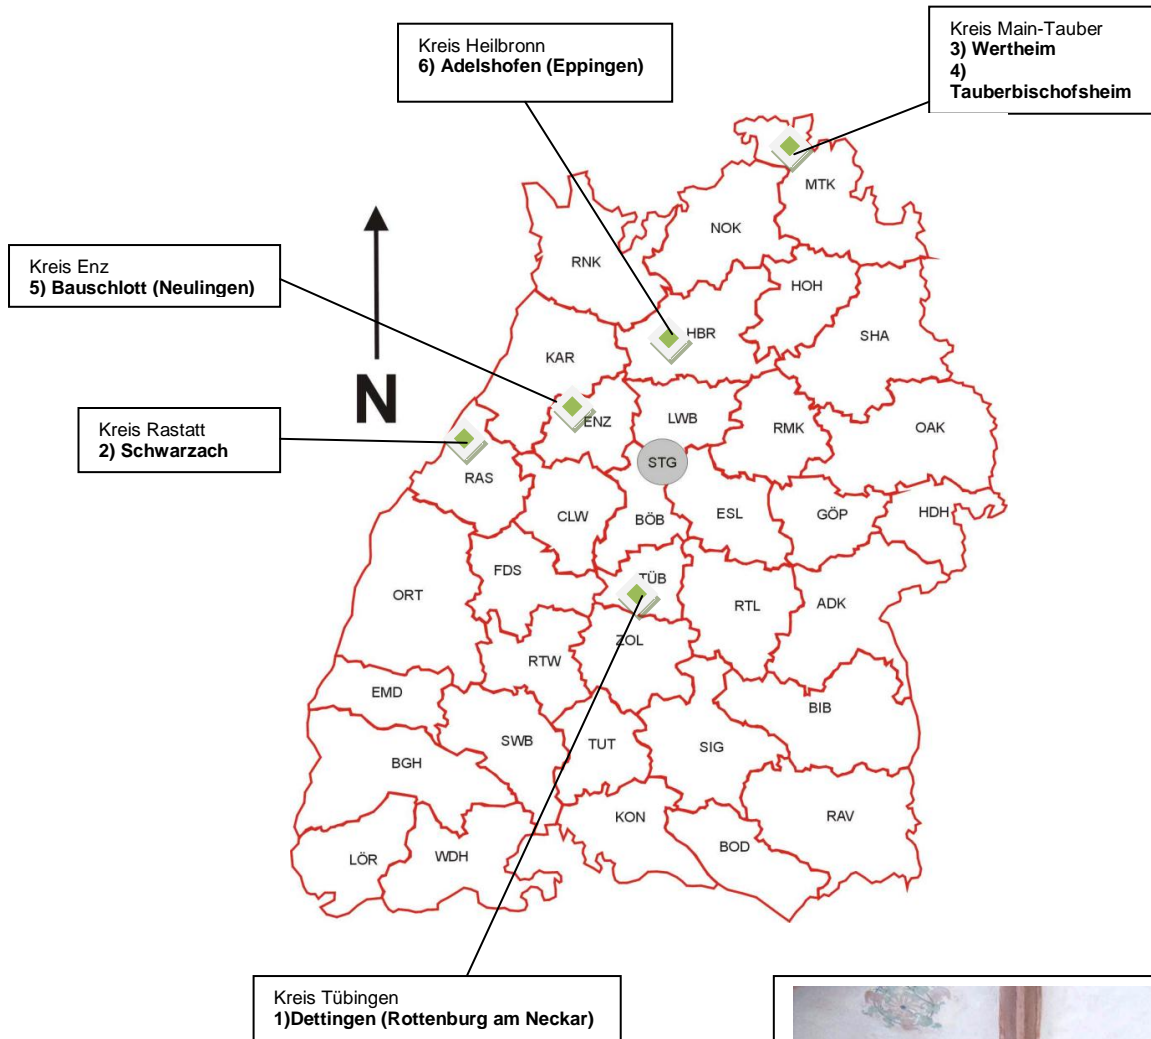 Kreis Heilbronn
6) Adelshofen (Eppingen)
Kreis Main-Tauber
3) Wertheim
4)
Tauberbischofsheim
Kreis Enz
5) Bauschlott (Neulingen)
Kreis Rastatt
2) Schwarzach
N
MTK
NOK
RNK
HOH
HBR
SHA
KAR
ENZ
LWB
RMK
OAK
STG
RAS
CLW
BÖB
ESL
GÖP
HDH
FDS
TÜB
ORT
RTL
ADK
ZOL
RTW
EMD
BIB
SWB
TUT
SIG
BGH
KON
RAV
BOD
LÖR
WDH
Kreis Tübingen
1)Dettingen (Rottenburg am Neckar)